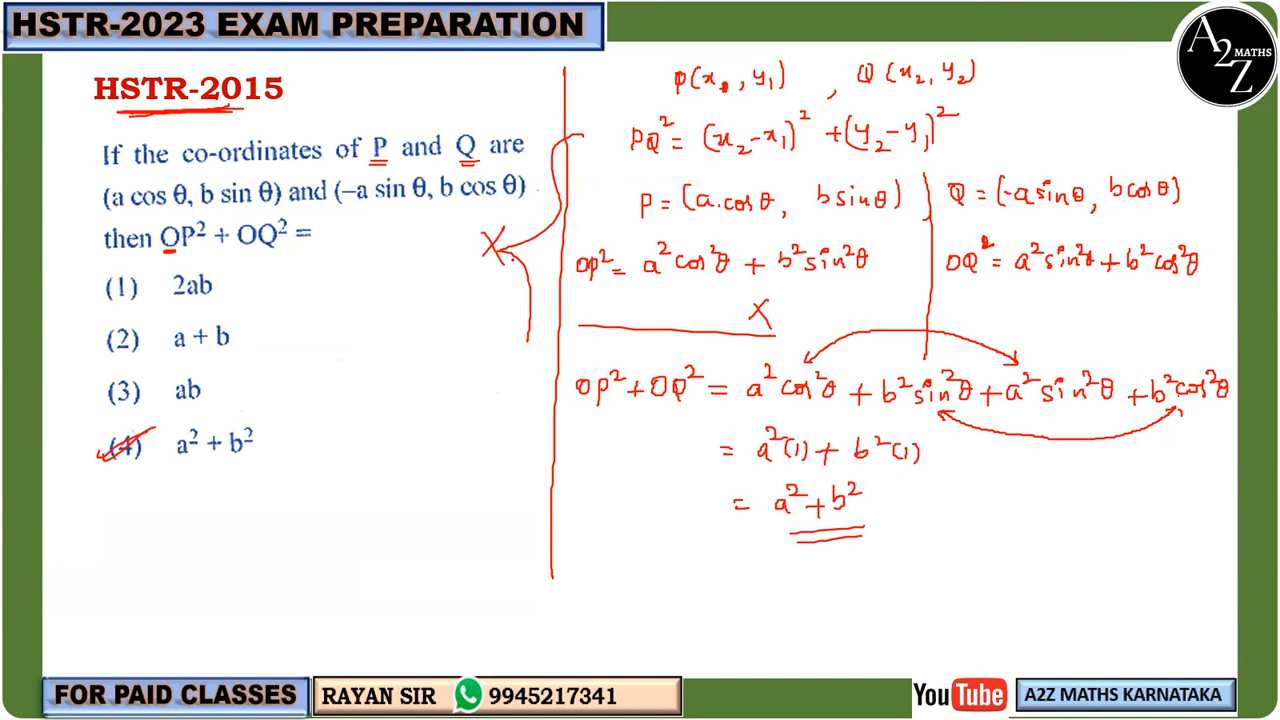 HSTR-2023 EXAM PREPARATION
A2Z MATHS
HSTR-2015
If the co-ordinates of P and Q are
(a cos θ, b sin θ) and (–a sin θ, b cos θ)
then OP² + OQ² =
(1) 2ab
(2) a + b
(3) ab
(4) a² + b²
P(x₁, y₁) , Q(x₂, y₂)
PQ² = (x₂-x₁)² + (y₂-y₁)²
P = (a.cosθ, bsinθ)
OP² = a²cos²θ + b²sin²θ
Q = (-asinθ, bcosθ)
OQ² = a²sin²θ + b²cos²θ
X
X
OP² + OQ² = a²cos²θ + b²sin²θ + a²sin²θ + b²cos²θ
= a²(1) + b²(1)
= a² + b²
FOR PAID CLASSES
RAYAN SIR 9945217341
YouTube
A2Z MATHS KARNATAKA